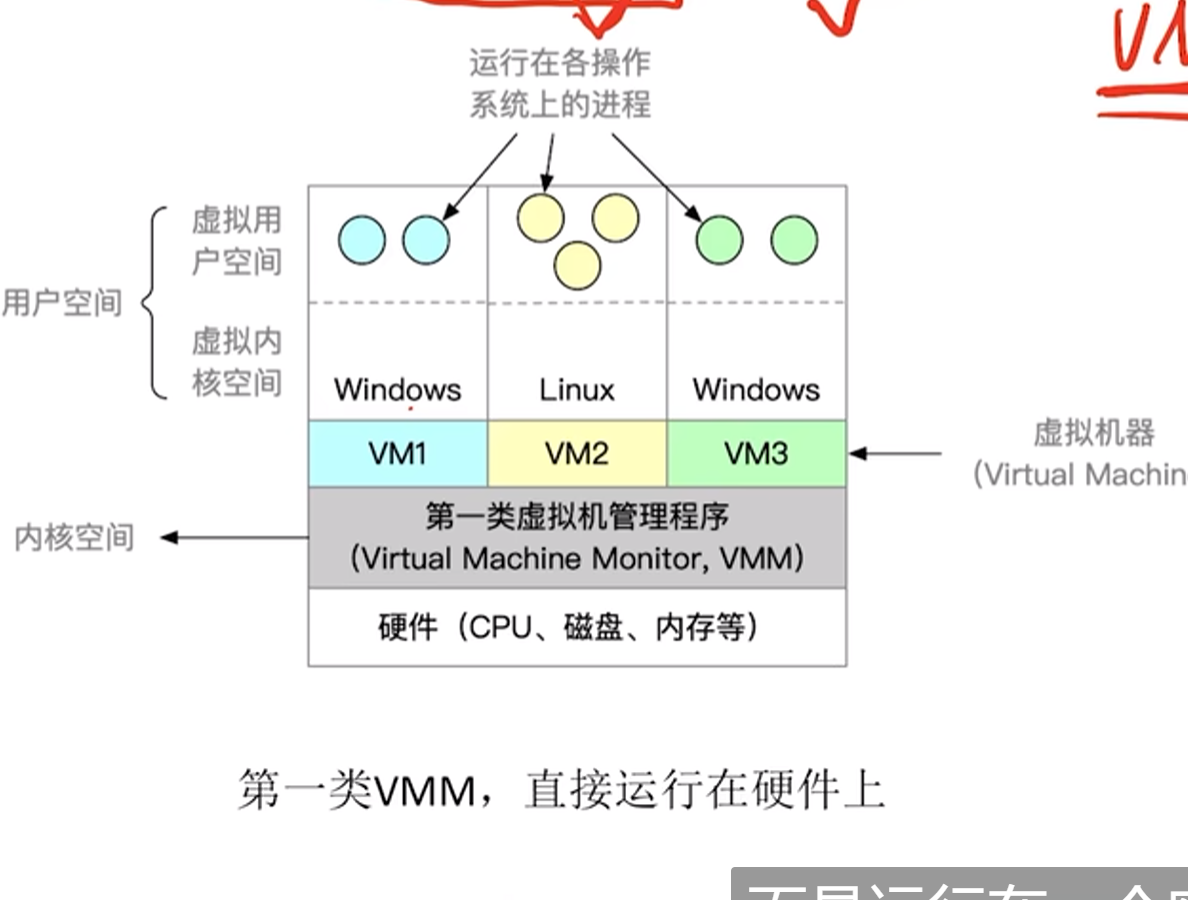 运行在各操作
系统上的进程
虚拟用
户空间
用户空间
虚拟内
核空间
Windows
Linux
Windows
VM1
VM2
VM3
虚拟机器
(Virtual Machin
内核空间
第一类虚拟机管理程序
(Virtual Machine Monitor, VMM)
硬件（CPU、磁盘、内存等）
第一类VMM，直接运行在硬件上